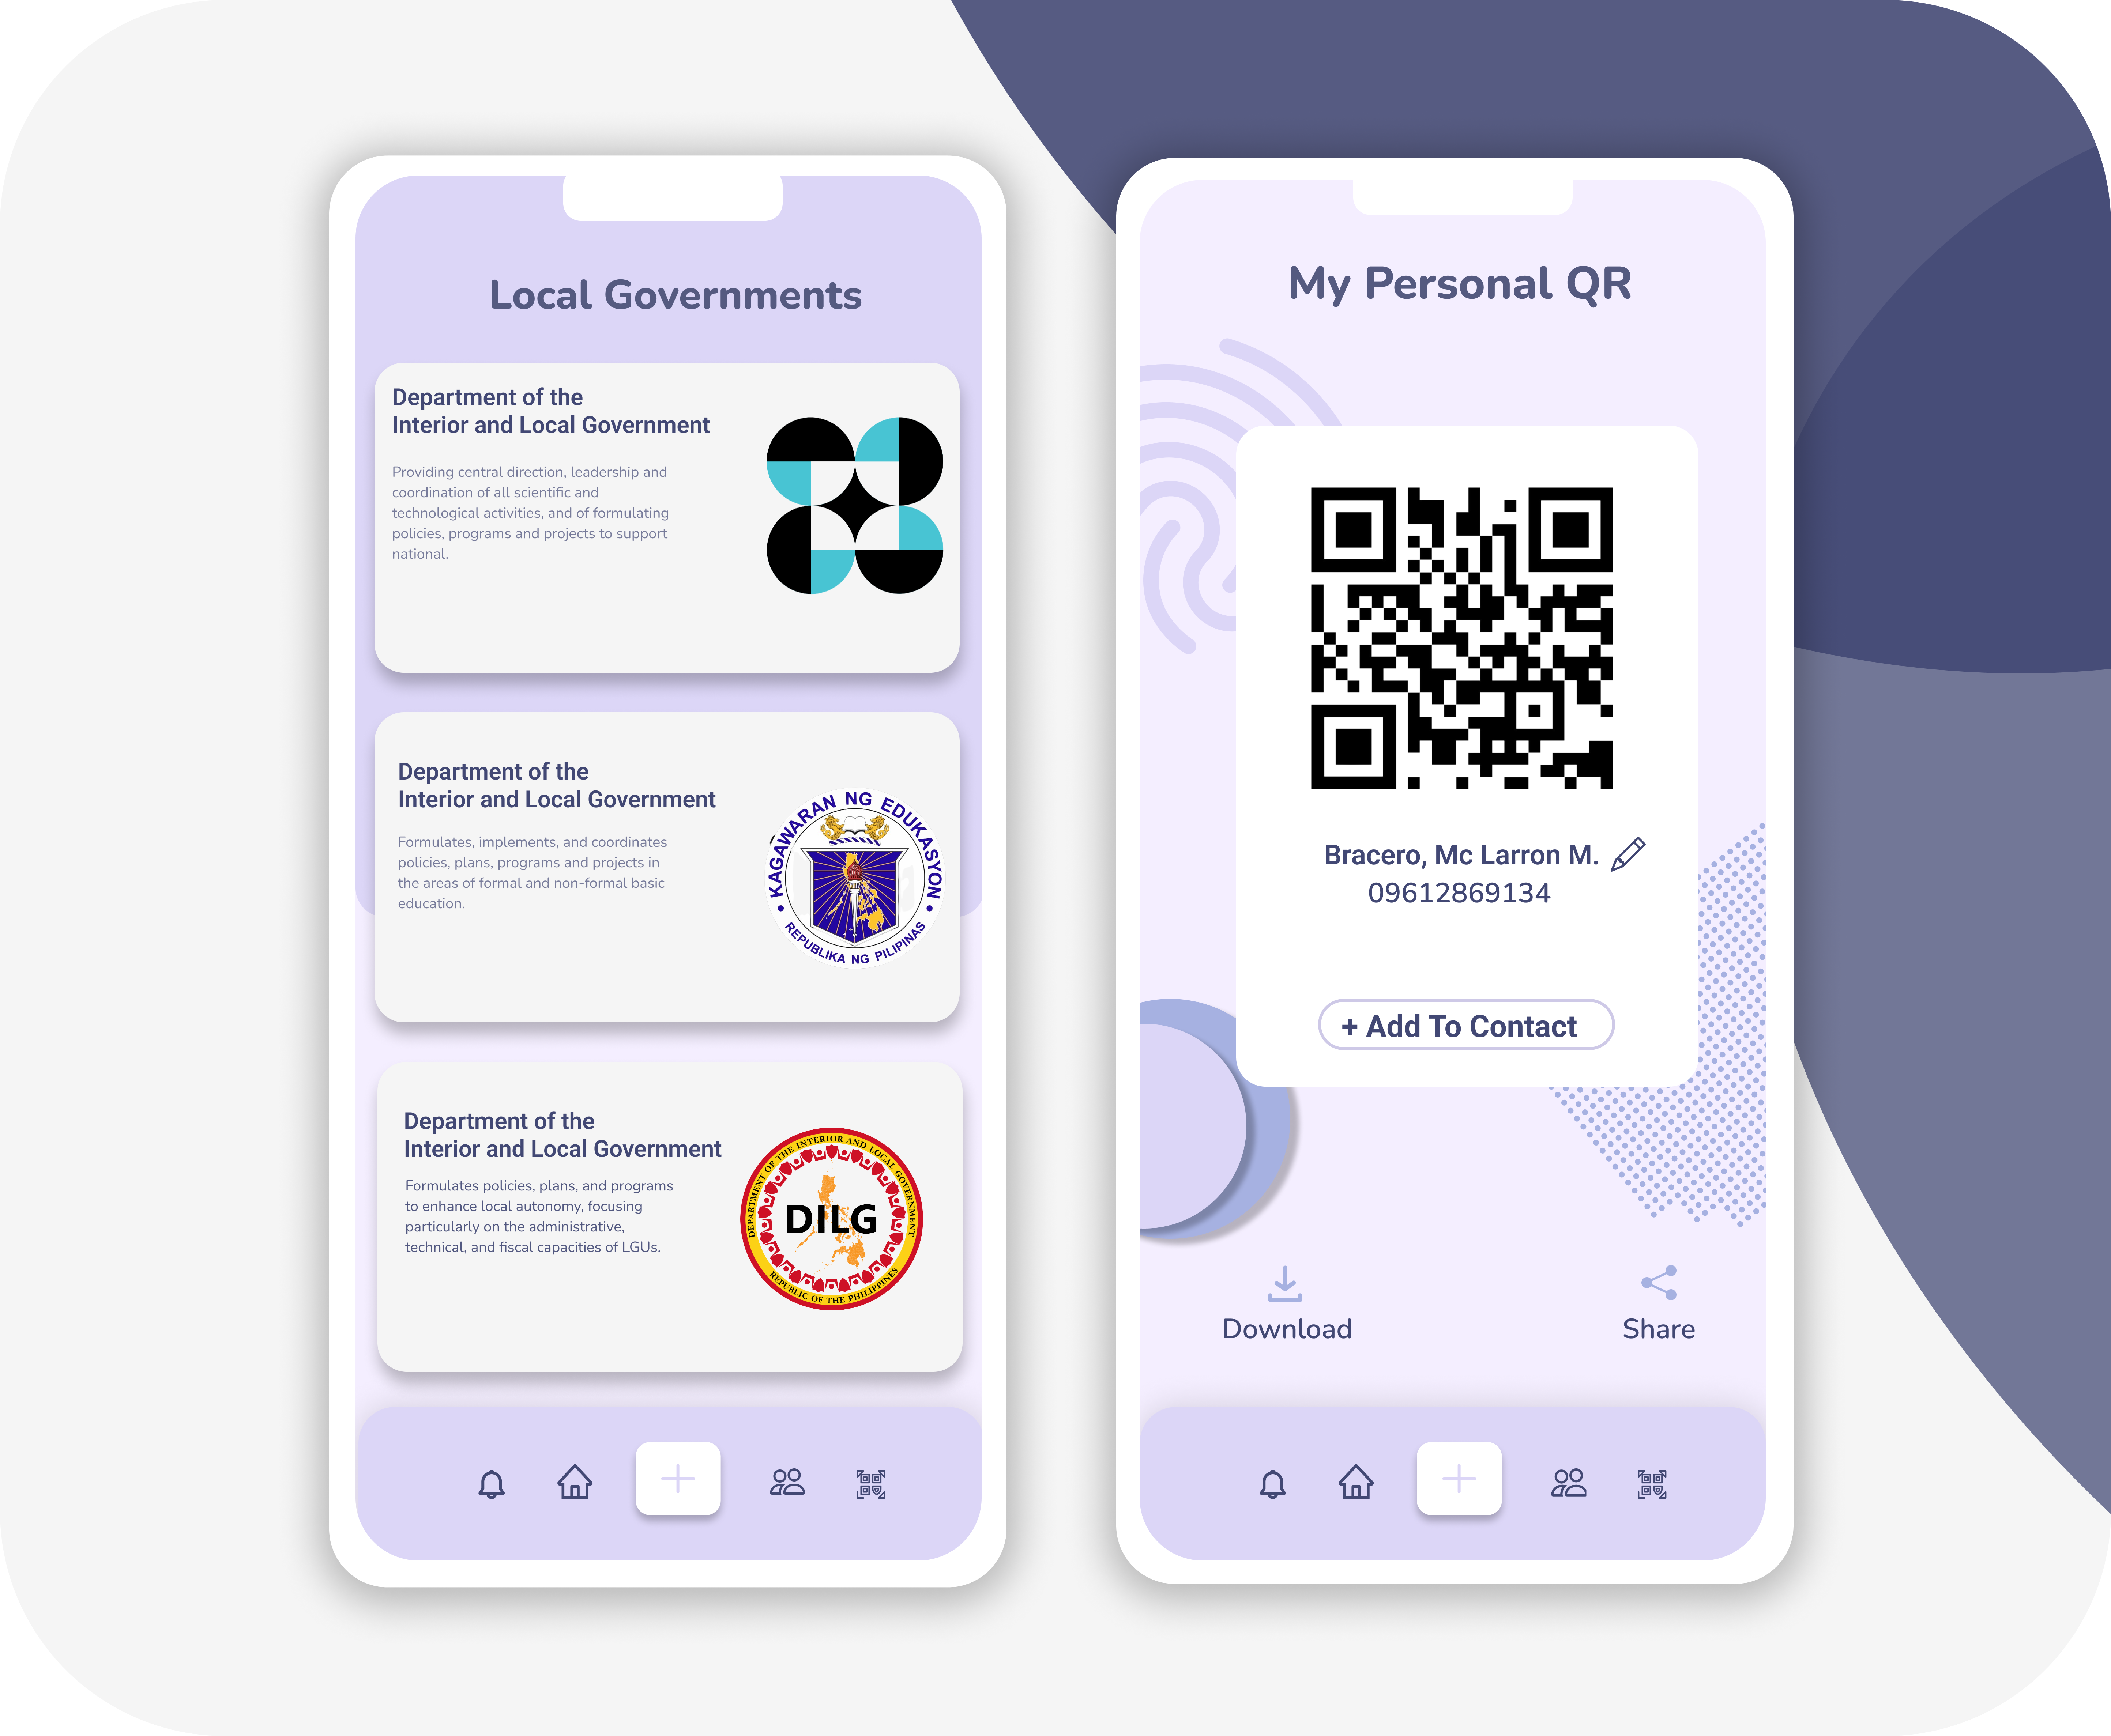 Local Governments
Department of the
Interior and Local Government
Providing central direction, leadership and
coordination of all scientific and
technological activities, and of formulating
policies, programs and projects to support
national.
Department of the
Interior and Local Government
Formulates, implements, and coordinates
policies, plans, programs and projects in
the areas of formal and non-formal basic
education.
KAGAWARAN NG EDUKASYON
REPUBLIKA NG PILIPINAS
Department of the
Interior and Local Government
Formulates policies, plans, and programs
to enhance local autonomy, focusing
particularly on the administrative,
technical, and fiscal capacities of LGUs.
DEPARTMENT OF THE INTERIOR AND LOCAL GOVERNMENT
DILG
REPUBLIC OF THE PHILIPPINES
My Personal QR
Bracero, Mc Larron M.
09612869134
+ Add To Contact
Download
Share